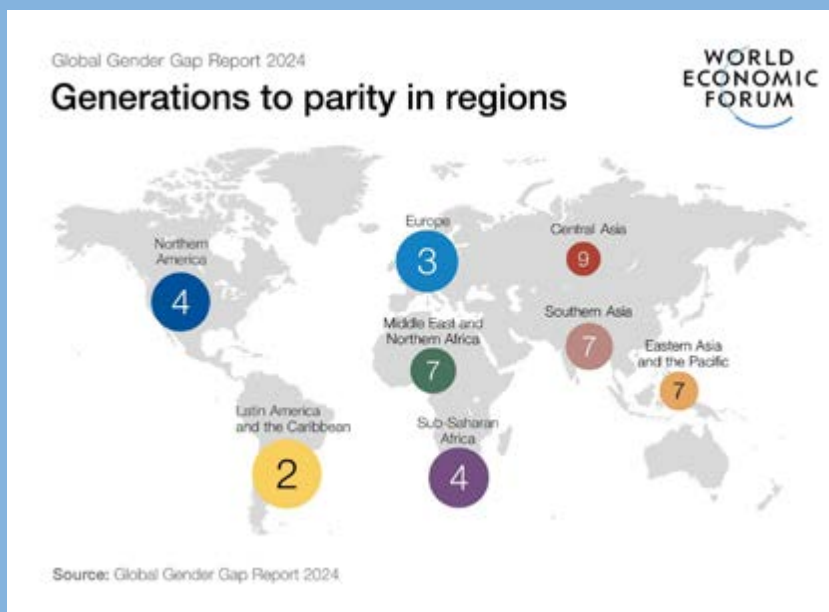 Global Gender Gap Report 2024
Generations to parity in regions
WORLD
ECONOMIC
FORUM
Northern
America
4
Europe
3
Central Asia
9
Middle East and
Northern Africa
7
Southern Asia
7
Eastern Asia
and the Pacific
7
Latin America
and the Caribbean
2
Sub-Saharan
Africa
4
Source: Global Gender Gap Report 2024